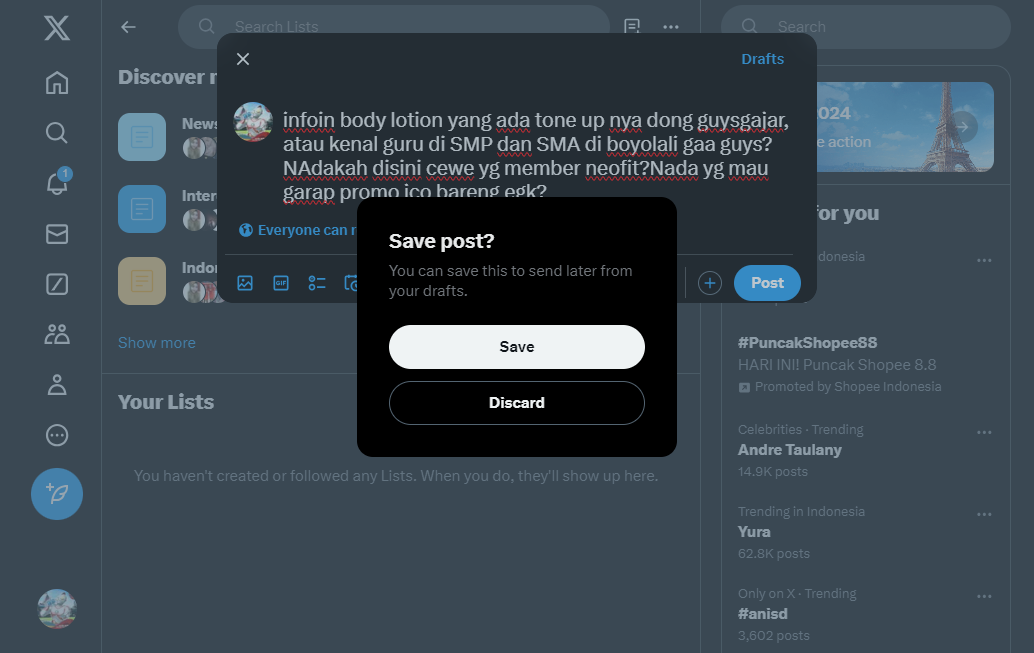 Search Lists
Search
Discover
Drafts
News
infoin body lotion yang ada tone up nya dong guysgajar,
atau kenal guru di SMP dan SMA di boyolali gaa guys?
NAdakah disini cewe yg member neofit?Nada yg mau
garap promo ico bareng egk?
2024
e action
1
Inter
Everyone can r
Save post?
You can save this to send later from
your drafts.
for you
donesia
Indo
GIF
Post
Save
Discard
Show more
#PuncakShopee88
HARI INI! Puncak Shopee 8.8
Promoted by Shopee Indonesia
Your Lists
Celebrities · Trending
Andre Taulany
14.9K posts
You haven't created or followed any Lists. When you do, they'll show up here.
Trending in Indonesia
Yura
62.8K posts
Only on X · Trending
#anisd
3,602 posts